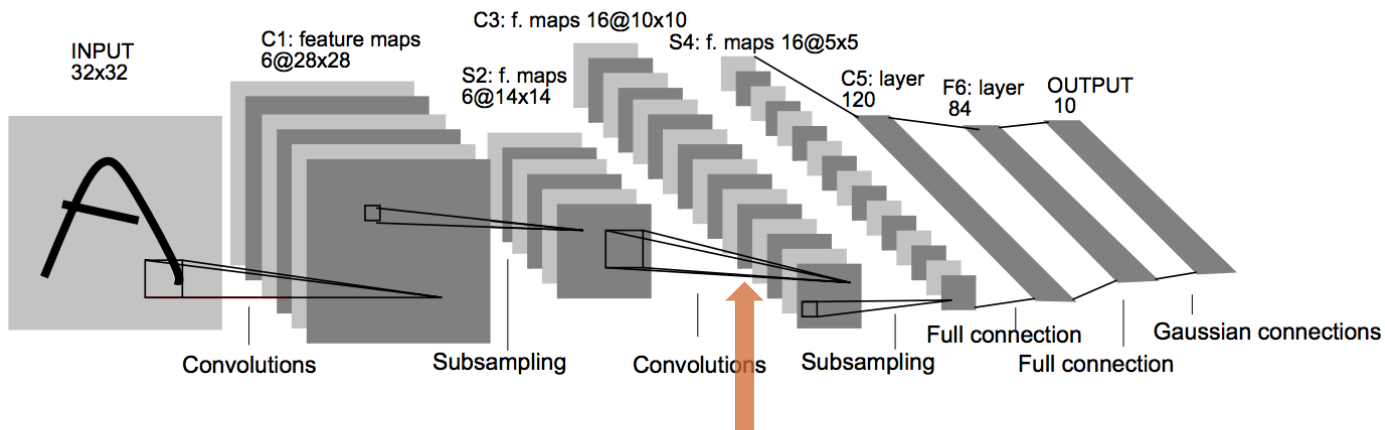 INPUT
32x32
C1: feature maps
6@28x28
S2: f. maps
6@14x14
C3: f. maps 16@10x10
S4: f. maps 16@5x5
C5: layer
120
F6: layer
84
OUTPUT
10
Convolutions
Subsampling
Convolutions
Subsampling
Full connection
Full connection
Gaussian connections